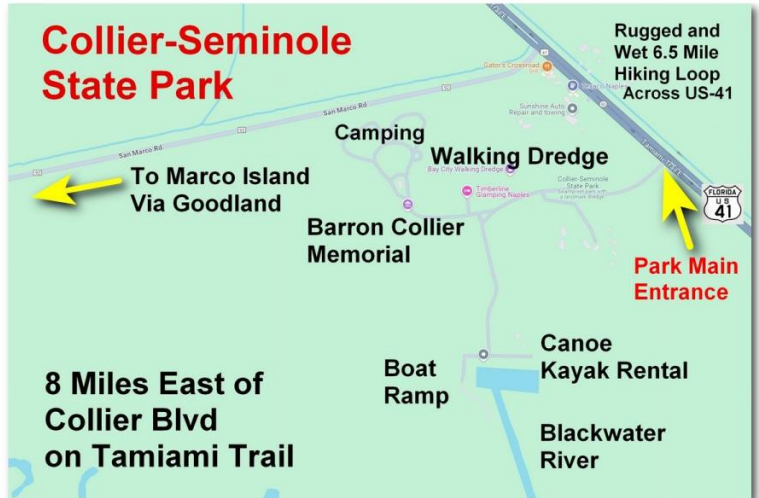 Collier-Seminole
State Park
Rugged and
Wet 6.5 Mile
Hiking Loop
Across US-41
Gator's Crossroad
Sunshine Auto
Repair and towing
San Marco Rd
San Marco Rd
Camping
Walking Dredge
Bay City Walking Dredge
Tamiami Trl E
To Marco Island
Via Goodland
Timberline
Glamping Naples
Collier-Seminole
State Park
FLORIDA
US
41
Barron Collier
Memorial
Park Main
Entrance
8 Miles East of
Collier Blvd
on Tamiami Trail
Boat
Ramp
Canoe
Kayak Rental
Blackwater
River